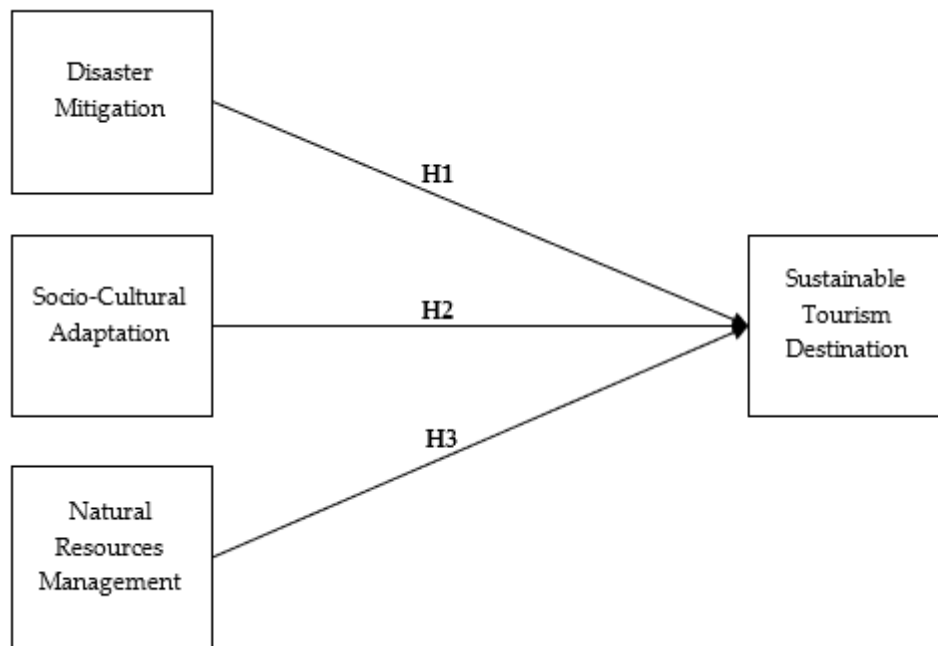 Disaster
Mitigation
H1
Socio-Cultural
Adaptation
H2
Sustainable
Tourism
Destination
H3
Natural
Resources
Management